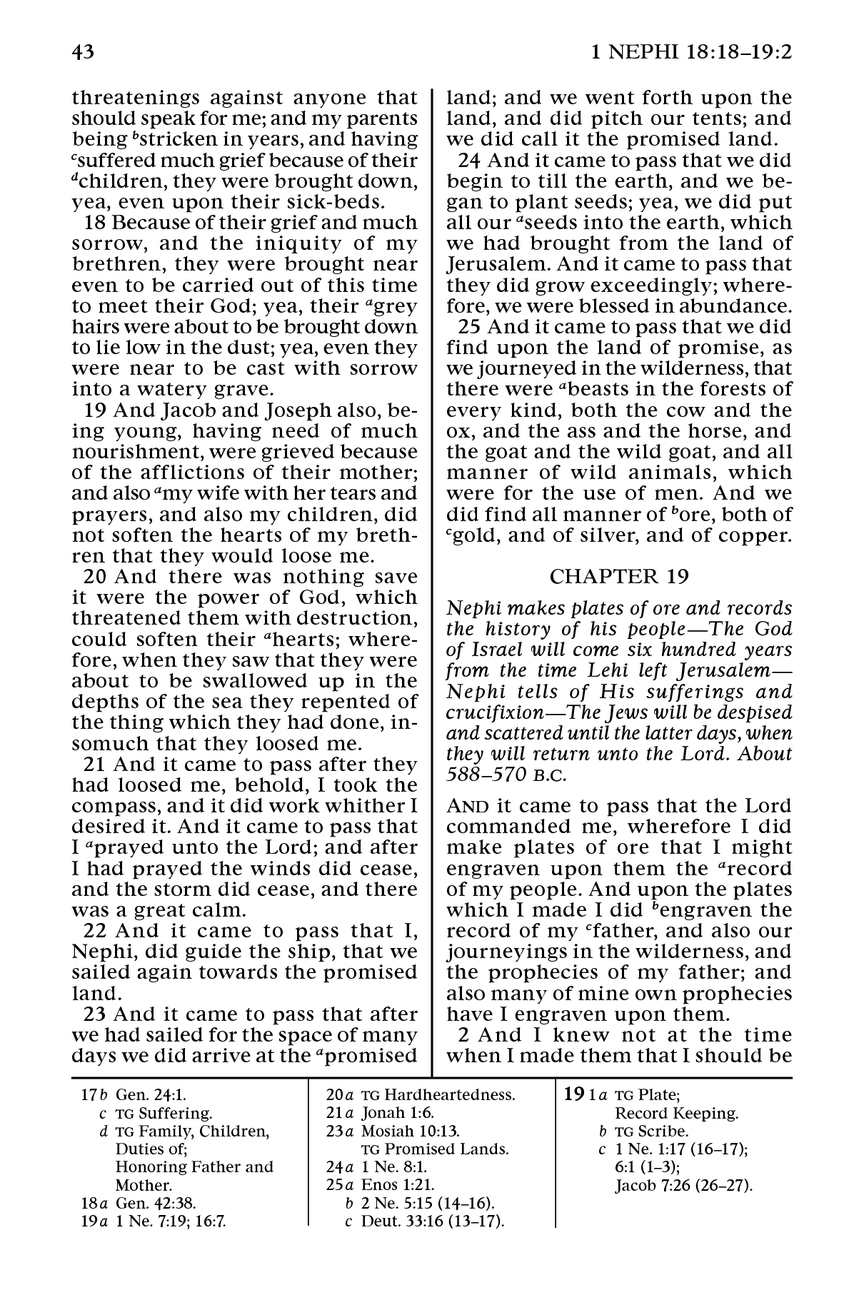 43
1 NEPHI 18:18–19:2
threatenings against anyone that
should speak for me; and my parents
being bstricken in years, and having
csuffered much grief because of their
dchildren, they were brought down,
yea, even upon their sick-beds.
18 Because of their grief and much
sorrow, and the iniquity of my
brethren, they were brought near
even to be carried out of this time
to meet their God; yea, their agrey
hairs were about to be brought down
to lie low in the dust; yea, even they
were near to be cast with sorrow
into a watery grave.
19 And Jacob and Joseph also, be-
ing young, having need of much
nourishment, were grieved because
of the afflictions of their mother;
and also amy wife with her tears and
prayers, and also my children, did
not soften the hearts of my breth-
ren that they would loose me.
20 And there was nothing save
it were the power of God, which
threatened them with destruction,
could soften their ahearts; where-
fore, when they saw that they were
about to be swallowed up in the
depths of the sea they repented of
the thing which they had done, in-
somuch that they loosed me.
21 And it came to pass after they
had loosed me, behold, I took the
compass, and it did work whither I
desired it. And it came to pass that
I aprayed unto the Lord; and after
I had prayed the winds did cease,
and the storm did cease, and there
was a great calm.
22 And it came to pass that I,
Nephi, did guide the ship, that we
sailed again towards the promised
land.
23 And it came to pass that after
we had sailed for the space of many
days we did arrive at the apromised
land; and we went forth upon the
land, and did pitch our tents; and
we did call it the promised land.
24 And it came to pass that we did
begin to till the earth, and we be-
gan to plant seeds; yea, we did put
all our aseeds into the earth, which
we had brought from the land of
Jerusalem. And it came to pass that
they did grow exceedingly; where-
fore, we were blessed in abundance.
25 And it came to pass that we did
find upon the land of promise, as
we journeyed in the wilderness, that
there were abeasts in the forests of
every kind, both the cow and the
ox, and the ass and the horse, and
the goat and the wild goat, and all
manner of wild animals, which
were for the use of men. And we
did find all manner of bore, both of
cgold, and of silver, and of copper.
CHAPTER 19
Nephi makes plates of ore and records
the history of his people—The God
of Israel will come six hundred years
from the time Lehi left Jerusalem—
Nephi tells of His sufferings and
crucifixion—The Jews will be despised
and scattered until the latter days, when
they will return unto the Lord. About
588–570 B.C.
AND it came to pass that the Lord
commanded me, wherefore I did
make plates of ore that I might
engraven upon them the arecord
of my people. And upon the plates
which I made I did bengraven the
record of my cfather, and also our
journeyings in the wilderness, and
the prophecies of my father; and
also many of mine own prophecies
have I engraven upon them.
2 And I knew not at the time
when I made them that I should be
17b Gen. 24:1.
c TG Suffering.
d TG Family, Children,
Duties of;
Honoring Father and
Mother.
18a Gen. 42:38.
19a 1 Ne. 7:19; 16:7.
20a TG Hardheartedness.
21a Jonah 1:6.
23a Mosiah 10:13.
TG Promised Lands.
24a 1 Ne. 8:1.
25a Enos 1:21.
b 2 Ne. 5:15 (14–16).
c Deut. 33:16 (13–17).
19 1a TG Plate;
Record Keeping.
b TG Scribe.
c 1 Ne. 1:17 (16–17);
6:1 (1–3);
Jacob 7:26 (26–27).